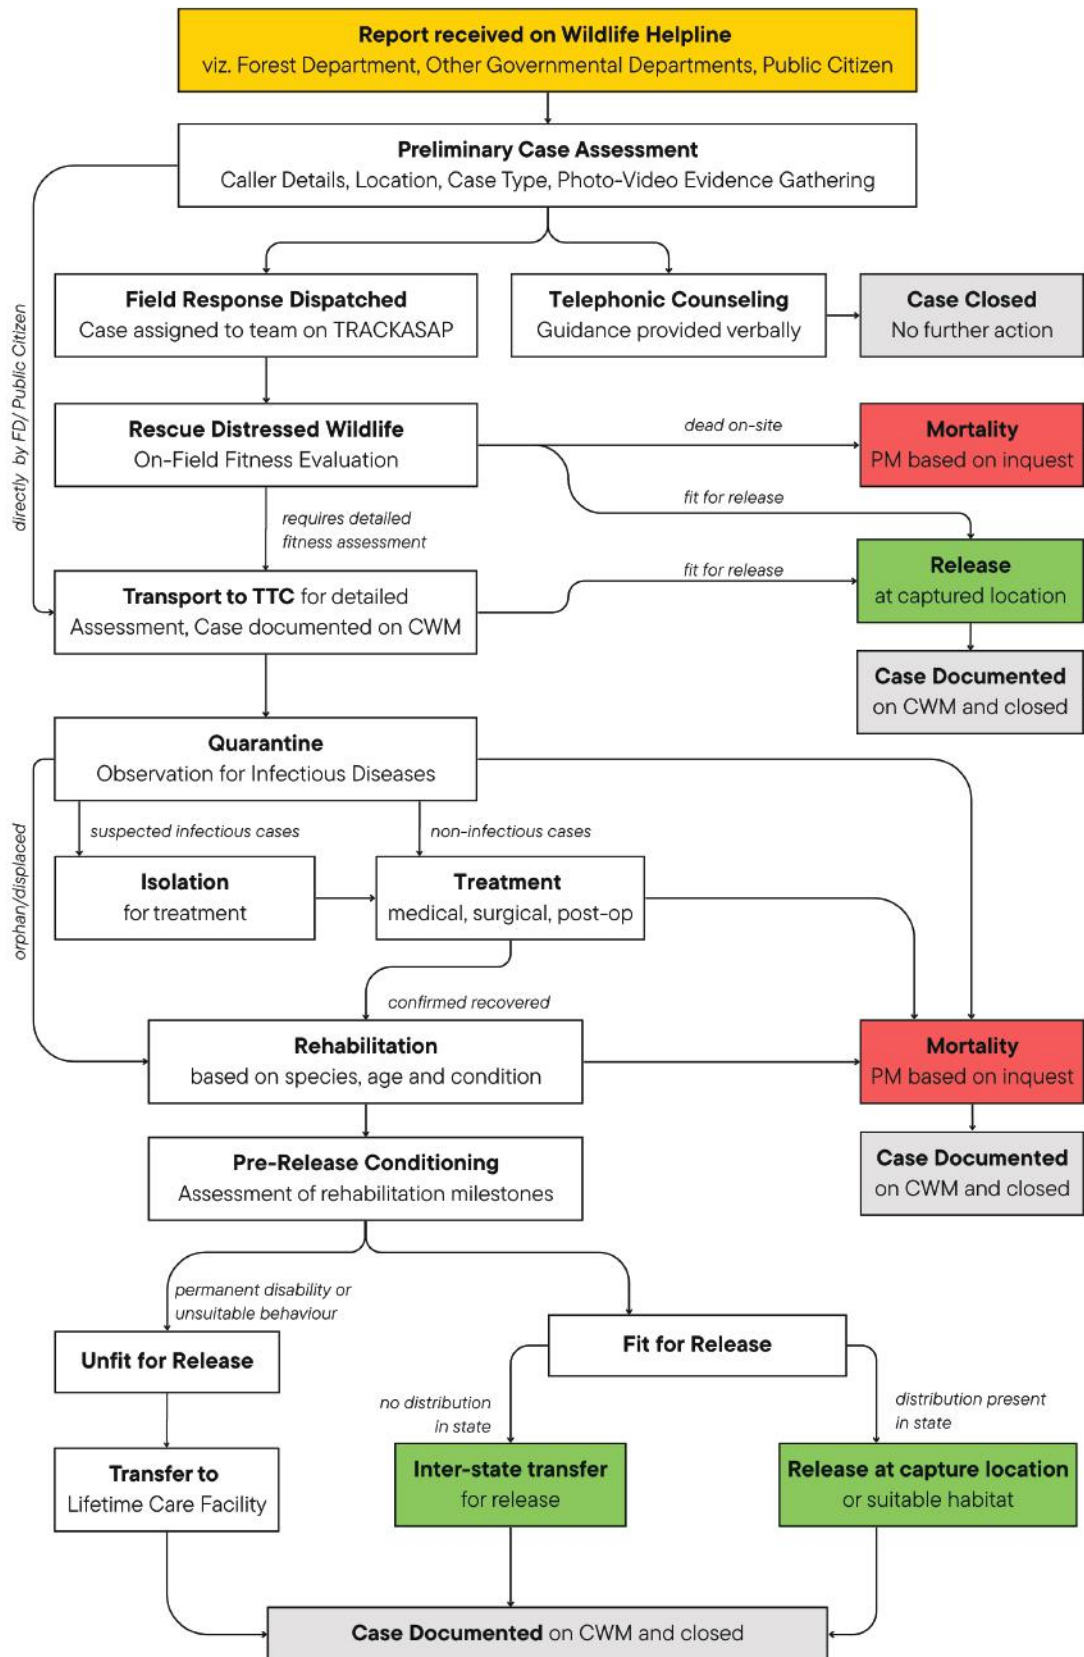 Report received on Wildlife Helpline
viz. Forest Department, Other Governmental Departments, Public Citizen
Preliminary Case Assessment
Caller Details, Location, Case Type, Photo-Video Evidence Gathering
directly by FD/ Public Citizen
Field Response Dispatched
Case assigned to team on TRACKASAP
Telephonic Counseling
Guidance provided verbally
Case Closed
No further action
Rescue Distressed Wildlife
On-Field Fitness Evaluation
dead on-site
Mortality
PM based on inquest
fit for release
requires detailed
fitness assessment
Transport to TTC for detailed
Assessment, Case documented on CWM
fit for release
Release
at captured location
Case Documented
on CWM and closed
Quarantine
Observation for Infectious Diseases
orphan/displaced
suspected infectious cases
non-infectious cases
Isolation
for treatment
Treatment
medical, surgical, post-op
confirmed recovered
Rehabilitation
based on species, age and condition
Mortality
PM based on inquest
Case Documented
on CWM and closed
Pre-Release Conditioning
Assessment of rehabilitation milestones
permanent disability or
unsuitable behaviour
Unfit for Release
Fit for Release
no distribution
in state
distribution present
in state
Transfer to
Lifetime Care Facility
Inter-state transfer
for release
Release at capture location
or suitable habitat
Case Documented on CWM and closed